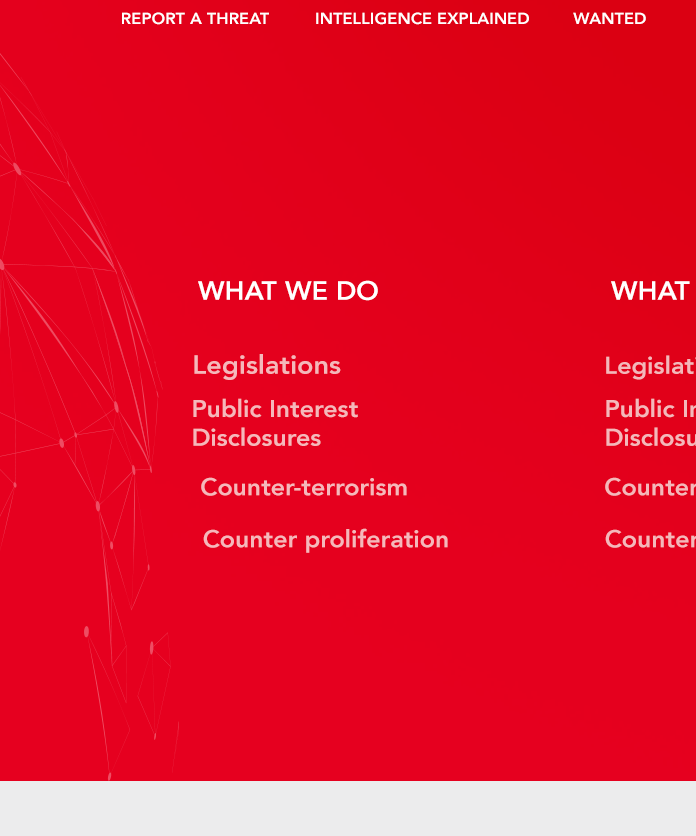 REPORT A THREAT INTELLIGENCE EXPLAINED WANTED
WHAT WE DO
Legislations
Public Interest
Disclosures
Counter-terrorism
Counter proliferation
WHAT
Legislat
Public I
Disclosu
Counter
Counter